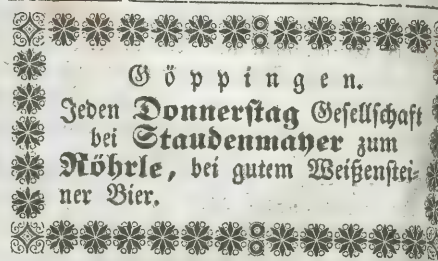 Göppingen.
Jeden Donnerstag Gesellschaft
bei Staudenmayer zum
Röhrle, bei gutem Weißenstei-
ner Bier.